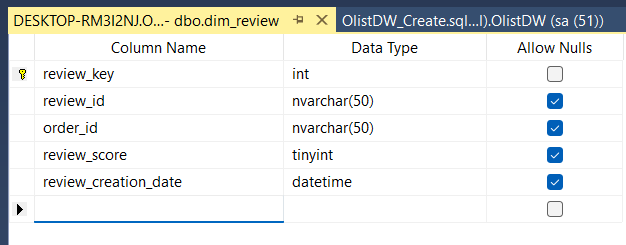 DESKTOP-RM3I2NJ.O...- dbo.dim_review OlistDW_Create.sql...l).OlistDW (sa (51))
Column Name Data Type Allow Nulls
review_key int
review_id nvarchar(50)
order_id nvarchar(50)
review_score tinyint
review_creation_date datetime